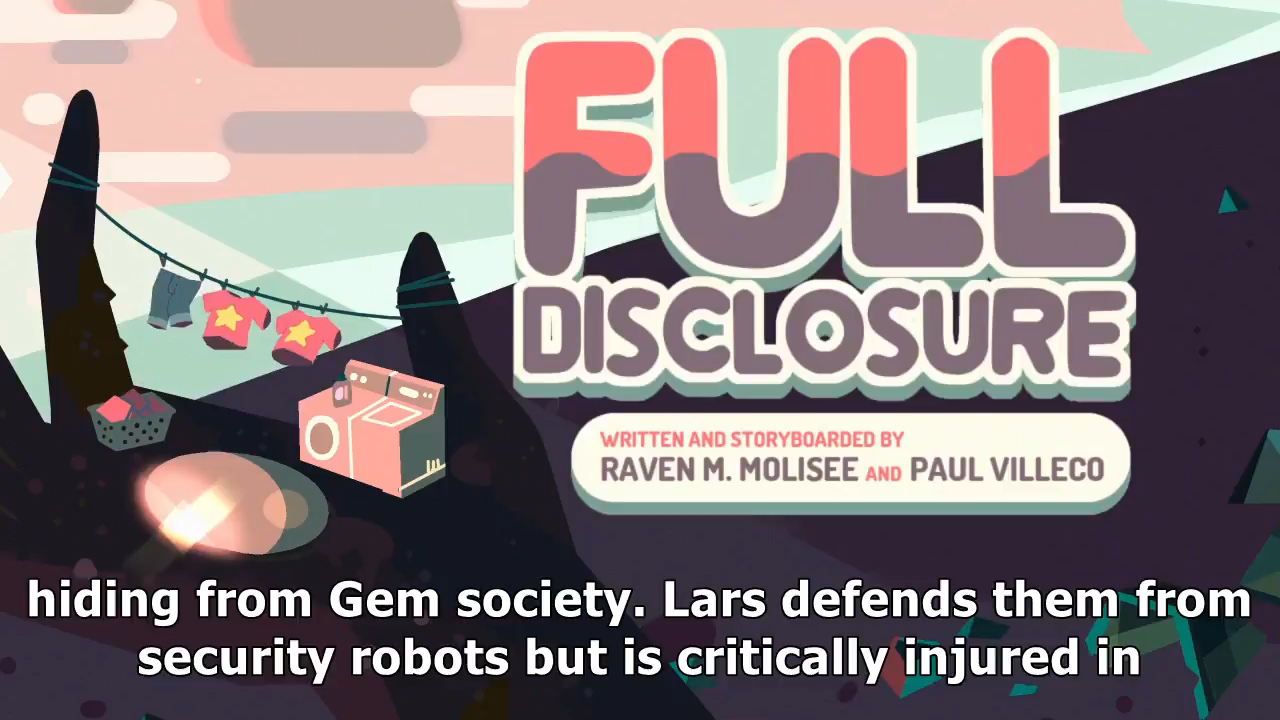 FULL
DISCLOSURE
WRITTEN AND STORYBOARDED BY
RAVEN M. MOLISEE AND PAUL VILLECO
hiding from Gem society. Lars defends them from
security robots but is critically injured in